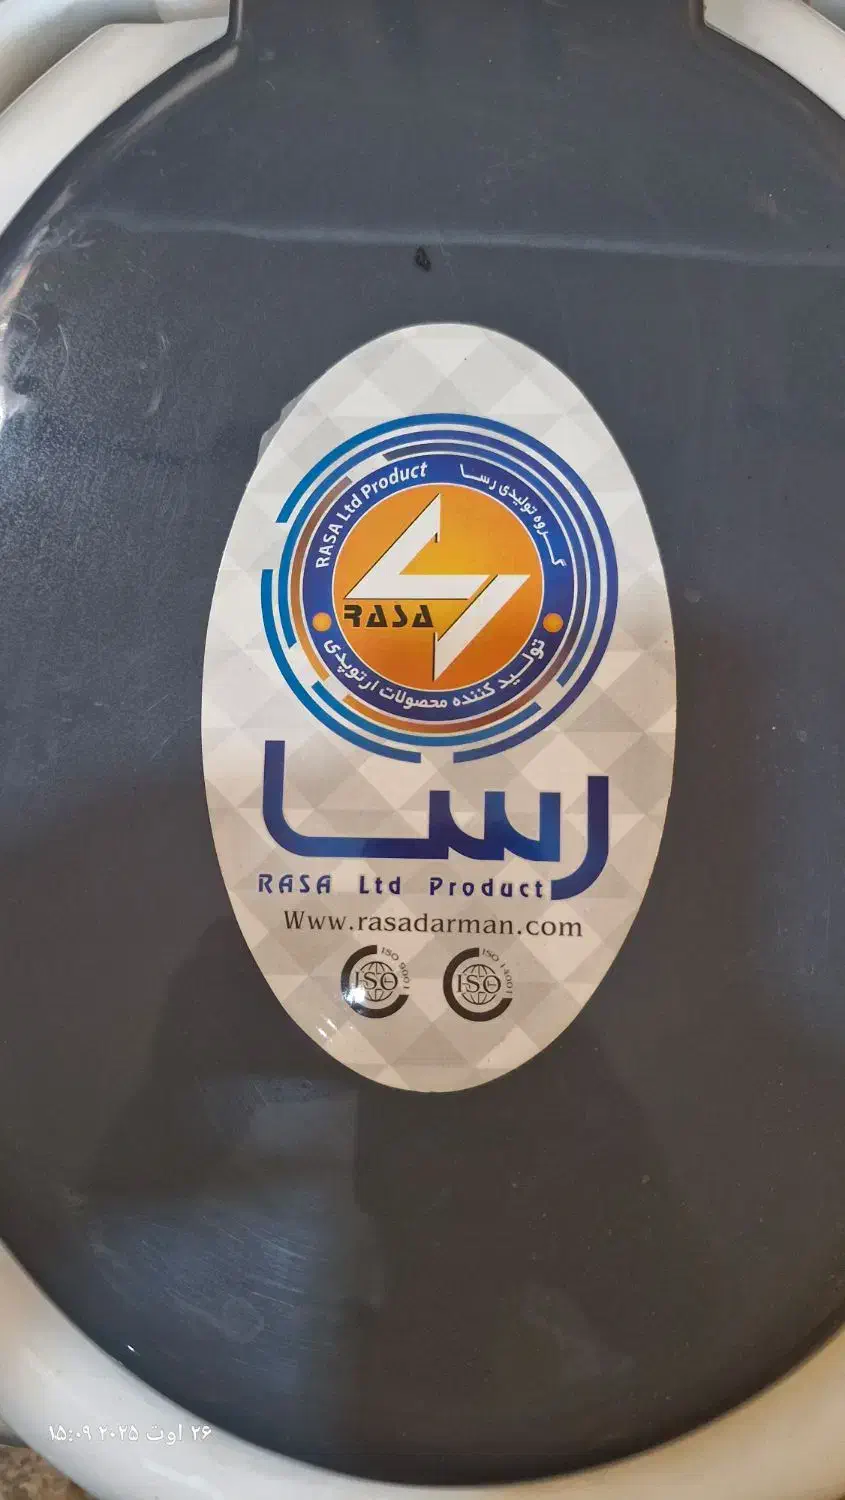 RASA Ltd Product
گروه تولیدی رسا
RASA
تولید کننده محصولات ارتوپدی
رسا
RASA Ltd Product
Www.rasadarman.com
ISO 9001
ISO
ISO 14001
ISO
۲۶ اوت ۲۰۲۵ ۱۵:۰۹